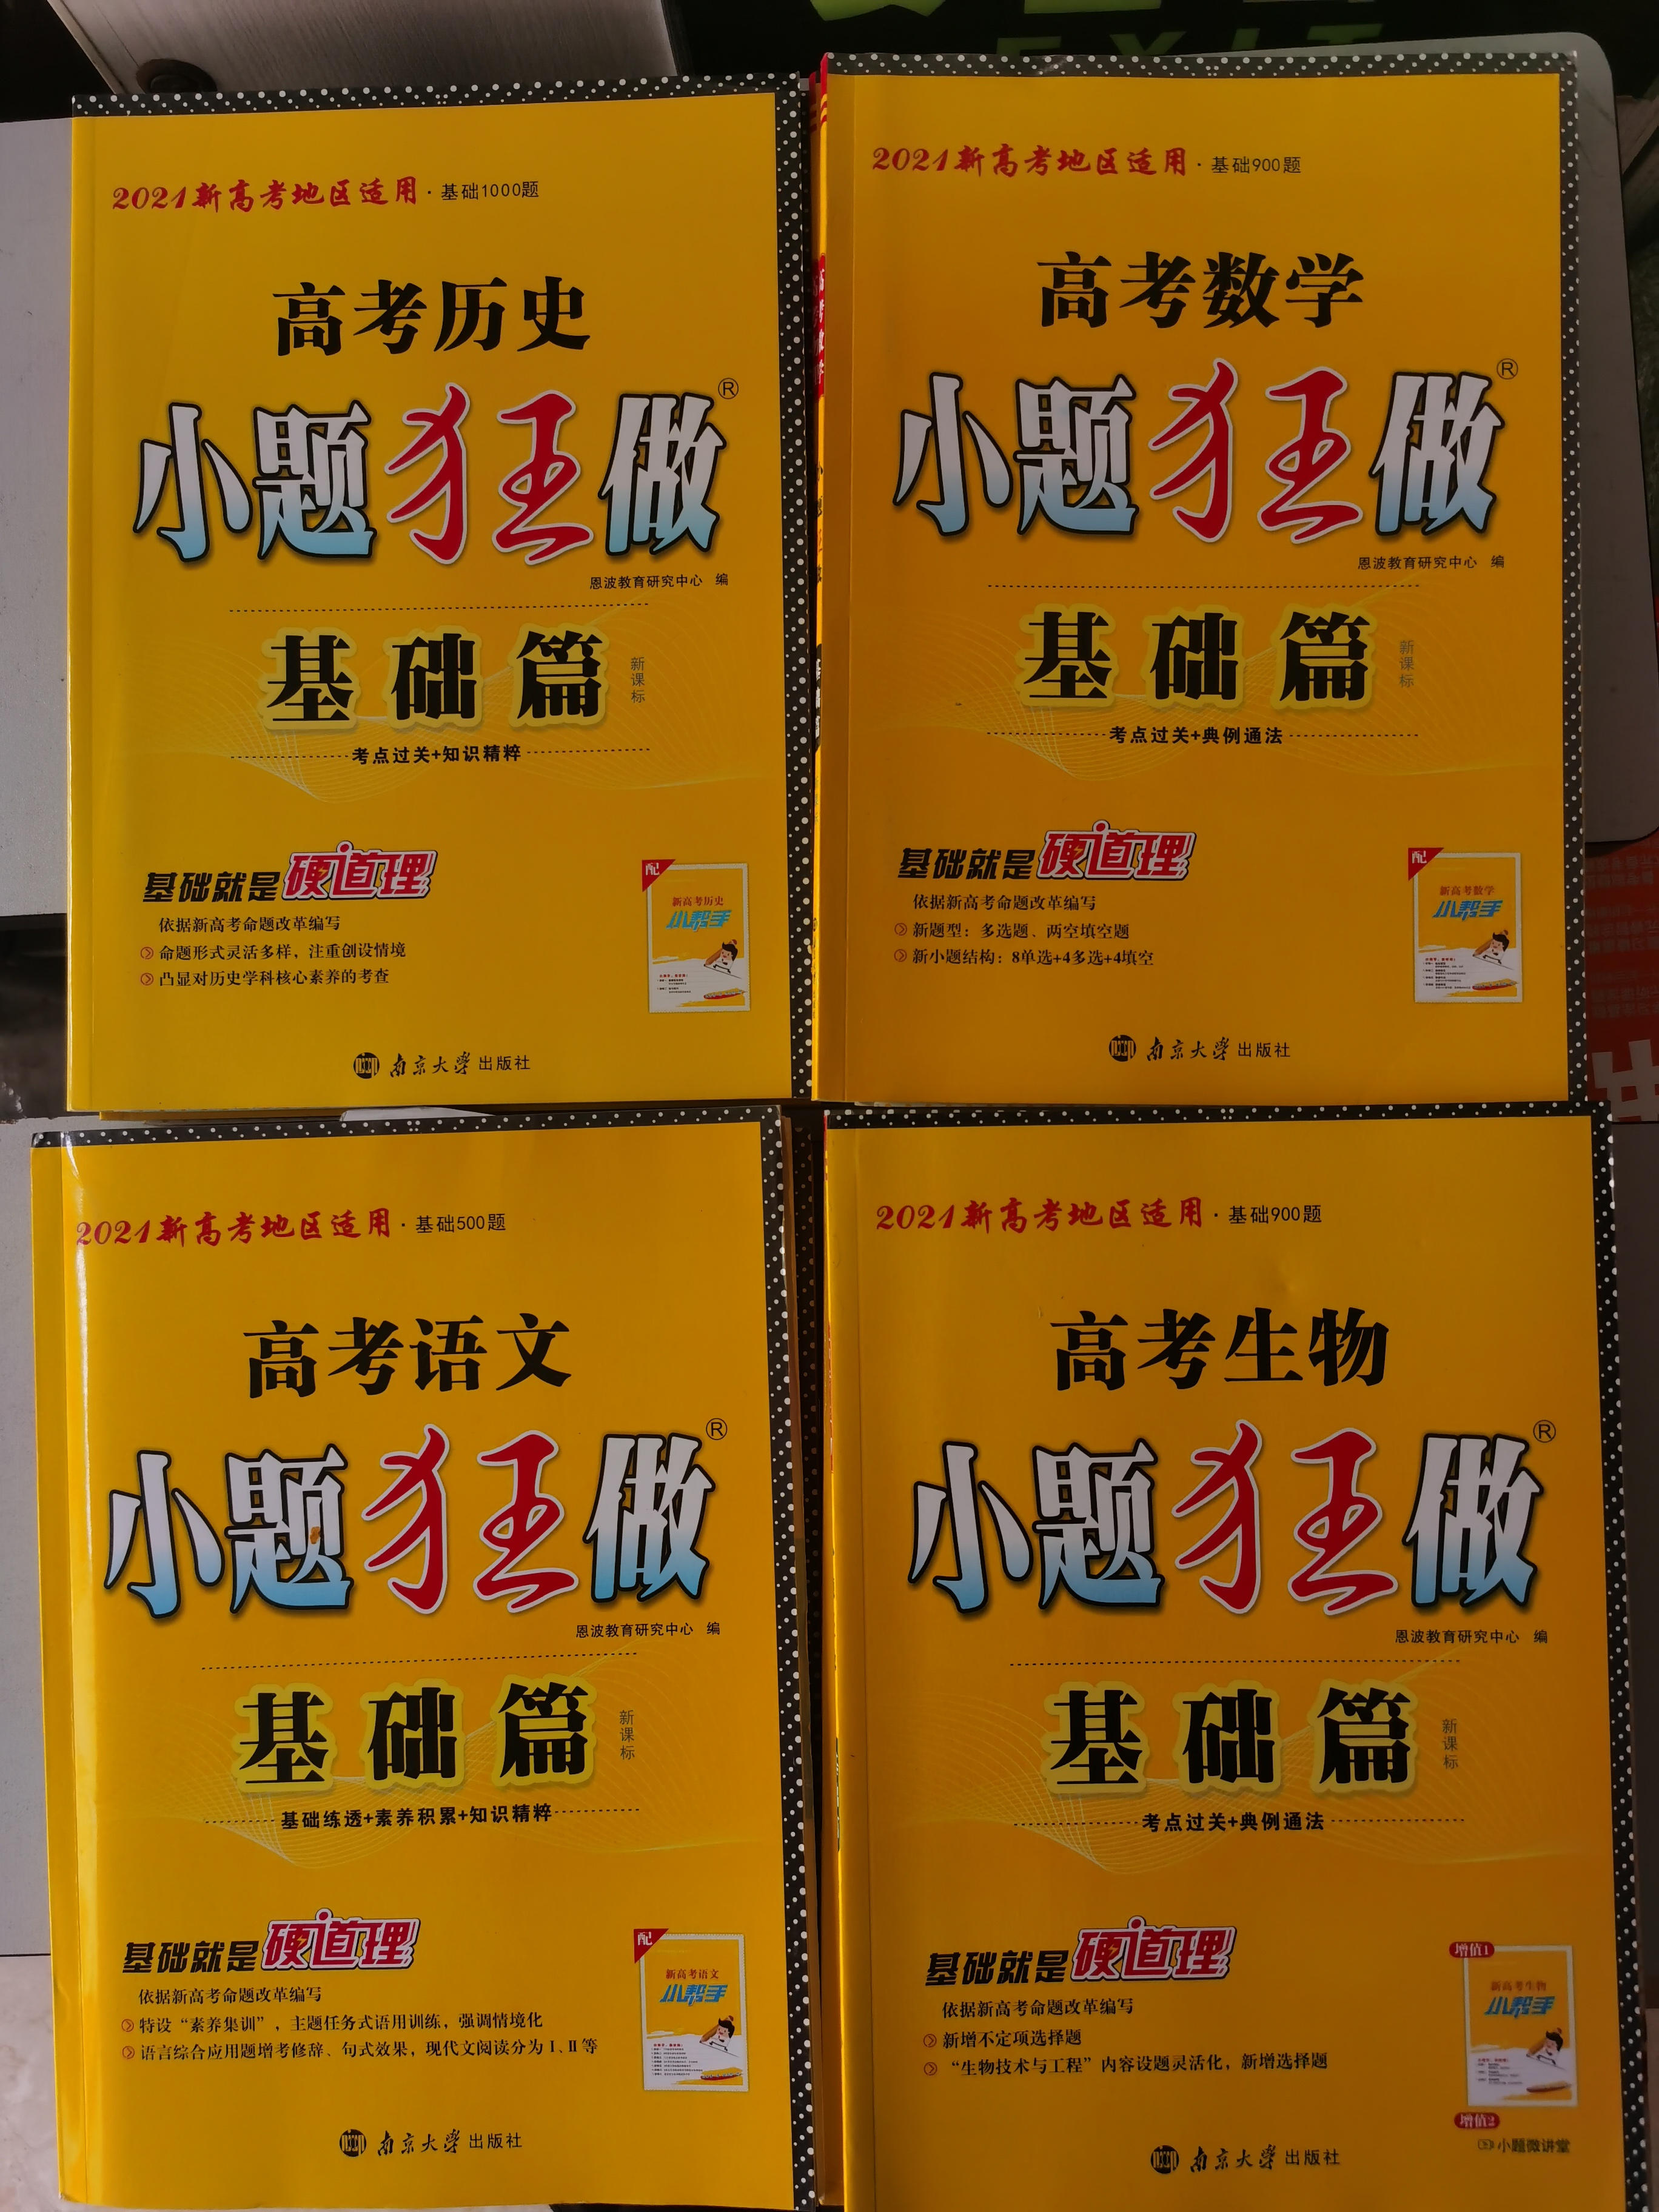 EXIT
2021新高考地区适用·基础1000题
高考历史
小题狂做®
恩波教育研究中心 编
基础篇
新课标
考点过关+知识精粹
基础就是硬道理
依据新高考命题改革编写
命题形式灵活多样，注重创设情境
凸显对历史学科核心素养的考查
配
新高考历史
小帮手
南京大学出版社
2021新高考地区适用·基础900题
高考数学
小题狂做®
恩波教育研究中心 编
基础篇
新课标
考点过关+典例通法
基础就是硬道理
依据新高考命题改革编写
新题型：多选题、两空填空题
新小题结构：8单选+4多选+4填空
配
新高考数学
小帮手
南京大学出版社
2021新高考地区适用·基础500题
高考语文
小题狂做®
恩波教育研究中心 编
基础篇
新课标
基础练透+素养积累+知识精粹
基础就是硬道理
依据新高考命题改革编写
特设“素养集训”，主题任务式语用训练，强调情境化
语言综合应用题增考修辞、句式效果，现代文阅读分为Ⅰ、Ⅱ等
配
新高考语文
小帮手
南京大学出版社
2021新高考地区适用·基础900题
高考生物
小题狂做®
恩波教育研究中心 编
基础篇
新课标
考点过关+典例通法
基础就是硬道理
依据新高考命题改革编写
新增不定项选择题
“生物技术与工程”内容设题灵活化，新增选择题
增值1
新高考生物
小帮手
增值2
小题微讲堂
南京大学出版社